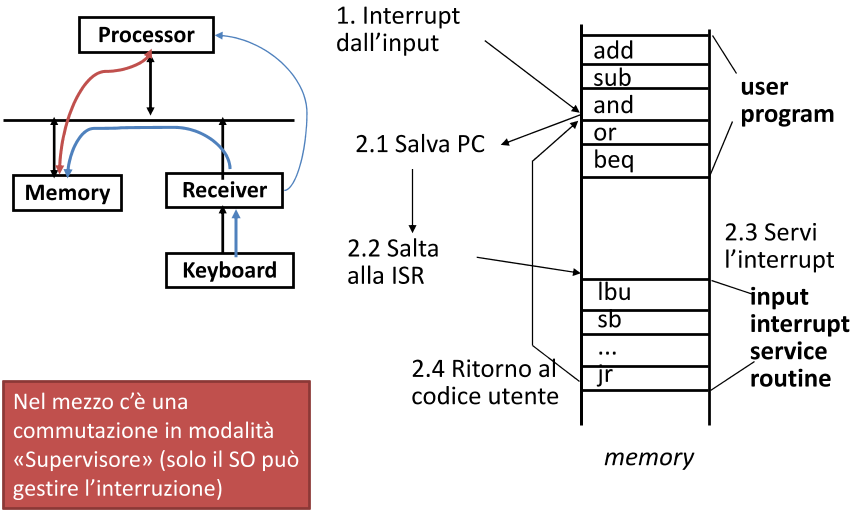 Processor
Memory
Receiver
Keyboard
Nel mezzo c'è una
commutazione in modalità
«Supervisore» (solo il SO può
gestire l'interruzione)
1. Interrupt
dall'input
2.1 Salva PC
2.2 Salta
alla ISR
2.4 Ritorno al
codice utente
add
sub
and
or
beq
lbu
sb
...
jr
memory
user
program
2.3 Servi
l'interrupt
input
interrupt
service
routine